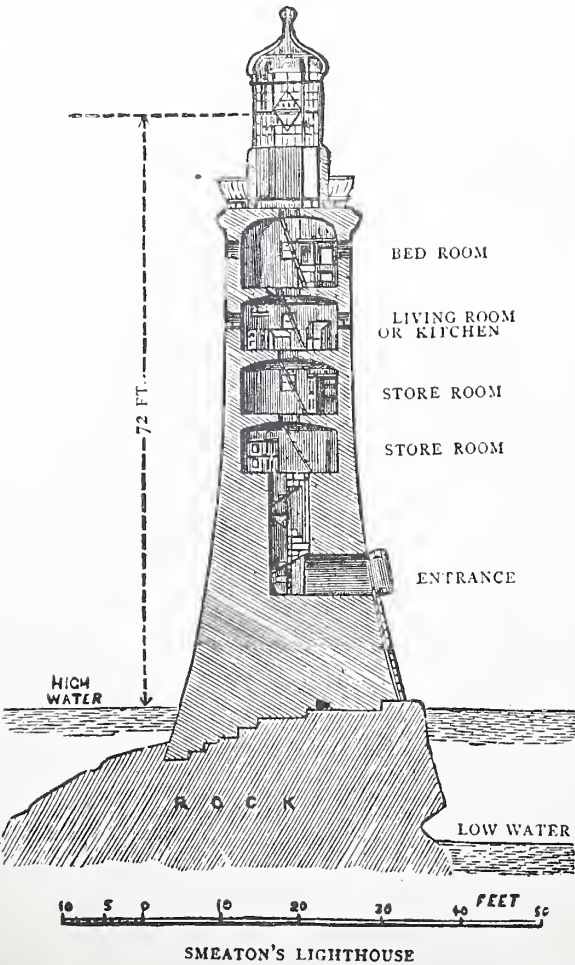 BED ROOM
LIVING ROOM
OR KITCHEN
STORE ROOM
72 FT.
STORE ROOM
ENTRANCE
HIGH
WATER
ROCK
LOW WATER
10 5 0 10 20 30 40 FEET 50
SMEATON'S LIGHTHOUSE